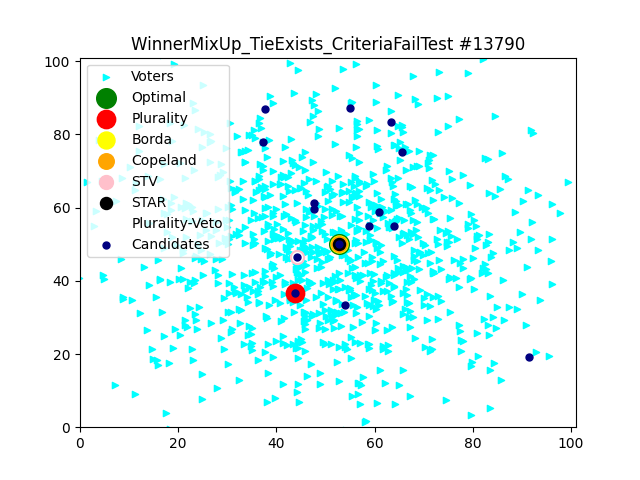 WinnerMixUp_TieExists_CriteriaFailTest #13790
Voters
Optimal
Plurality
Borda
Copeland
STV
STAR
Plurality-Veto
Candidates
100
80
60
40
20
0
0 20 40 60 80 100